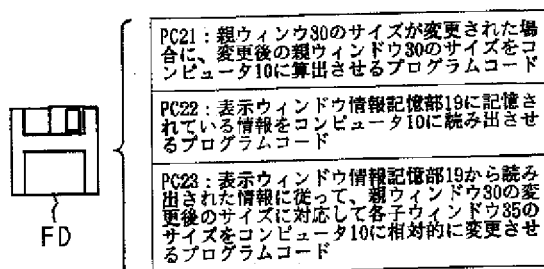 PC21:親ウィンウ30のサイズが変更された場
合に、変更後の親ウィンドウ30のサイズをコ
ンピュータ10に算出させるプログラムコード
PC22:表示ウィンドウ情報記憶部19に記憶さ
れている情報をコンピュータ10に読み出させ
るプログラムコード
PC23:表示ウィンドウ情報記憶部19から読み
出された情報に従って、親ウィンドウ30の変
更後のサイズに対応して各子ウィンドウ35の
サイズをコンピュータ10に相対的に変更させ
るプログラムコード
FD